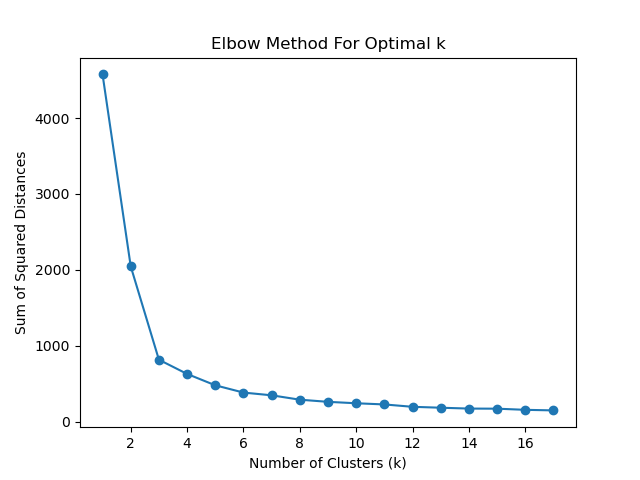 Elbow Method For Optimal k
Sum of Squared Distances
4000
3000
2000
1000
0
2 4 6 8 10 12 14 16
Number of Clusters (k)